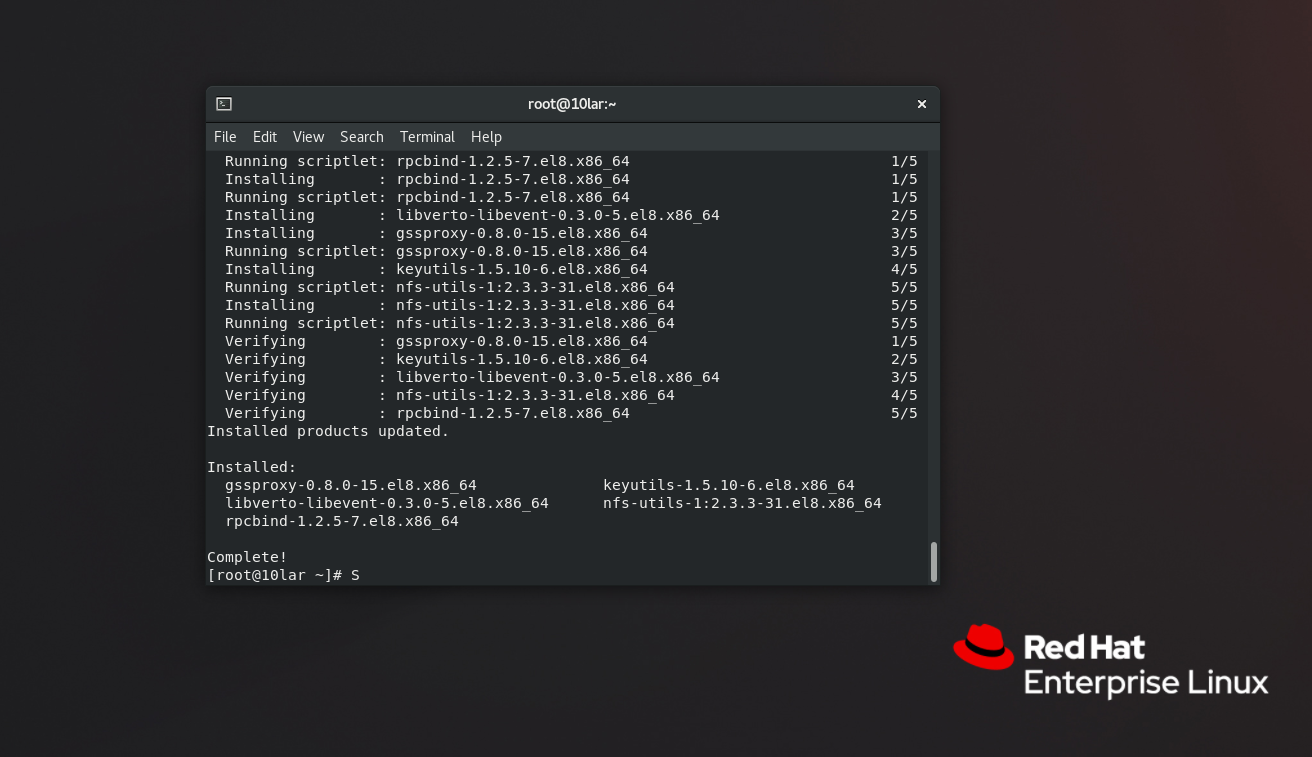 root@10lar:~ ×
File Edit View Search Terminal Help
  Running scriptlet: rpcbind-1.2.5-7.el8.x86_64                             1/5
  Installing       : rpcbind-1.2.5-7.el8.x86_64                             1/5
  Running scriptlet: rpcbind-1.2.5-7.el8.x86_64                             1/5
  Installing       : libverto-libevent-0.3.0-5.el8.x86_64                   2/5
  Installing       : gssproxy-0.8.0-15.el8.x86_64                           3/5
  Running scriptlet: gssproxy-0.8.0-15.el8.x86_64                           3/5
  Installing       : keyutils-1.5.10-6.el8.x86_64                           4/5
  Running scriptlet: nfs-utils-1:2.3.3-31.el8.x86_64                        5/5
  Installing       : nfs-utils-1:2.3.3-31.el8.x86_64                        5/5
  Running scriptlet: nfs-utils-1:2.3.3-31.el8.x86_64                        5/5
  Verifying        : gssproxy-0.8.0-15.el8.x86_64                           1/5
  Verifying        : keyutils-1.5.10-6.el8.x86_64                           2/5
  Verifying        : libverto-libevent-0.3.0-5.el8.x86_64                   3/5
  Verifying        : nfs-utils-1:2.3.3-31.el8.x86_64                        4/5
  Verifying        : rpcbind-1.2.5-7.el8.x86_64                             5/5
Installed products updated.

Installed:
  gssproxy-0.8.0-15.el8.x86_64              keyutils-1.5.10-6.el8.x86_64
  libverto-libevent-0.3.0-5.el8.x86_64      nfs-utils-1:2.3.3-31.el8.x86_64
  rpcbind-1.2.5-7.el8.x86_64

Complete!
[root@10lar ~]# S
Red Hat
Enterprise Linux